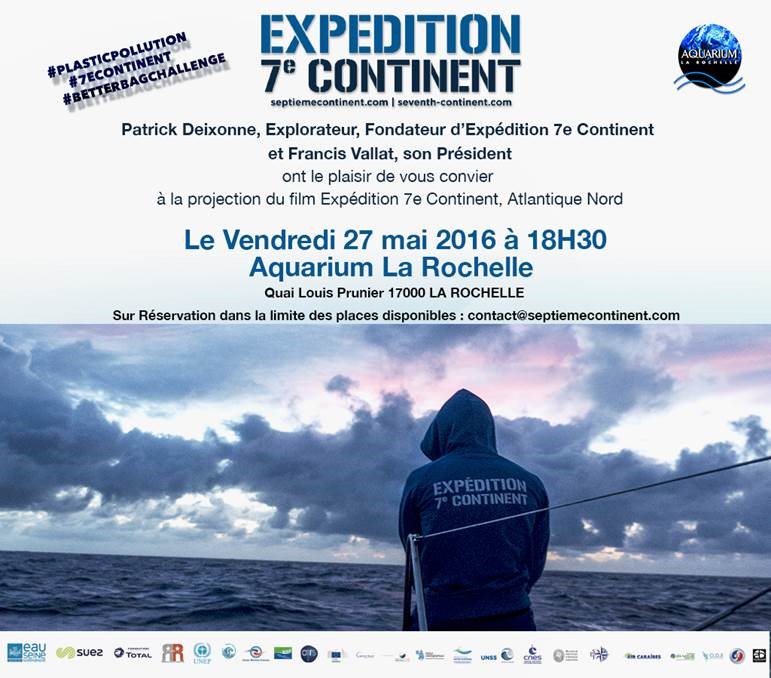 #PLASTICPOLLUTION
#7ECONTINENT
#BETTERBAGCHALLENGE
EXPEDITION
7e CONTINENT
septiemecontinent.com | seventh-continent.com
AQUARIUM
LA ROCHELLE
Patrick Deixonne, Explorateur, Fondateur d'Expédition 7e Continent
et Francis Vallat, son Président
ont le plaisir de vous convier
à la projection du film Expédition 7e Continent, Atlantique Nord
Le Vendredi 27 mai 2016 à 18H30
Aquarium La Rochelle
Quai Louis Prunier 17000 LA ROCHELLE
Sur Réservation dans la limite des places disponibles : contact@septiemecontinent.com
EXPÉDITION
7e CONTINENT
eau
seine
suez
FONDATION
TOTAL
UNEP
cnrs
UNSS
cnes
AIR CARAÏBES